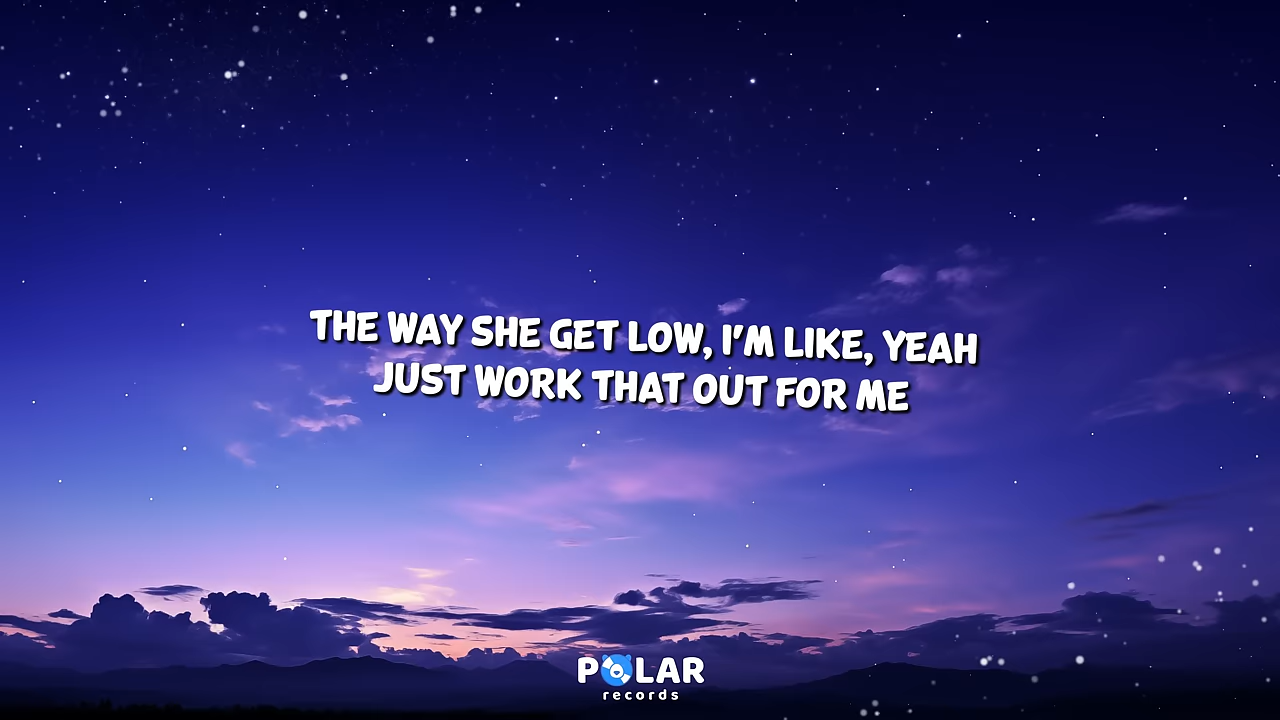 THE WAY SHE GET LOW, I'M LIKE, YEAH
JUST WORK THAT OUT FOR ME
POLAR
records